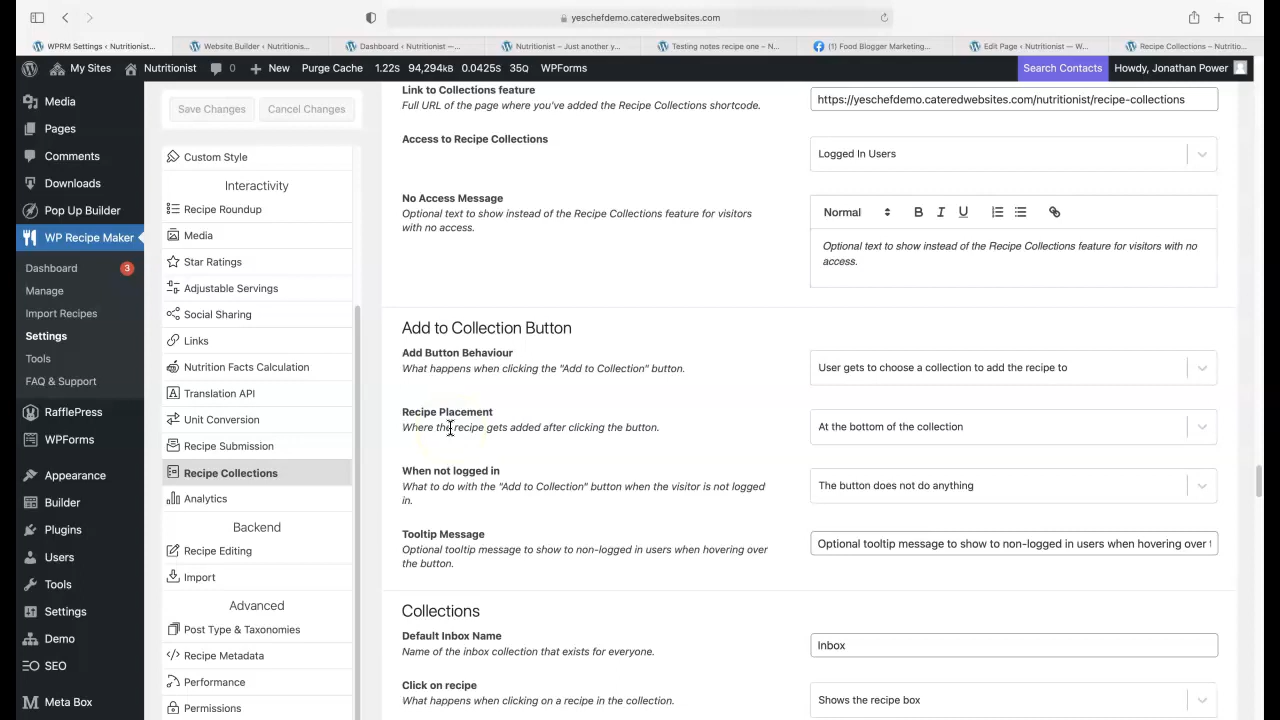 yeschefdemo.cateredwebsites.com
WPRM Settings ‹ Nutritionist...
Website Builder ‹ Nutritionis...
Dashboard ‹ Nutritionist —...
Nutritionist – Just another y...
Testing notes recipe one – N...
(1) Food Blogger Marketing...
Edit Page ‹ Nutritionist — W...
Recipe Collections – Nutritio...
My Sites
Nutritionist
0
New
Purge Cache
1.22s
94,294kB
0.0425s
35Q
WPForms
Search Contacts
Howdy, Jonathan Power
Media
Pages
Comments
Downloads
Pop Up Builder
WP Recipe Maker
Dashboard
3
Manage
Import Recipes
Settings
Tools
FAQ & Support
RafflePress
WPForms
Appearance
Builder
Plugins
Users
Tools
Settings
Demo
SEO
Meta Box
Save Changes
Cancel Changes
Custom Style
Interactivity
Recipe Roundup
Media
Star Ratings
Adjustable Servings
Social Sharing
Links
Nutrition Facts Calculation
Translation API
Unit Conversion
Recipe Submission
Recipe Collections
Analytics
Backend
Recipe Editing
Import
Advanced
Post Type & Taxonomies
Recipe Metadata
Performance
Permissions
Link to Collections feature
Full URL of the page where you've added the Recipe Collections shortcode.
https://yeschefdemo.cateredwebsites.com/nutritionist/recipe-collections
Access to Recipe Collections
Logged In Users
No Access Message
Optional text to show instead of the Recipe Collections feature for visitors
with no access.
Normal
B
I
U
Optional text to show instead of the Recipe Collections feature for visitors with no
access.
Add to Collection Button
Add Button Behaviour
What happens when clicking the "Add to Collection" button.
User gets to choose a collection to add the recipe to
Recipe Placement
Where the recipe gets added after clicking the button.
At the bottom of the collection
When not logged in
What to do with the "Add to Collection" button when the visitor is not logged
in.
The button does not do anything
Tooltip Message
Optional tooltip message to show to non-logged in users when hovering over
the button.
Optional tooltip message to show to non-logged in users when hovering over
Collections
Default Inbox Name
Name of the inbox collection that exists for everyone.
Inbox
Click on recipe
What happens when clicking on a recipe in the collection.
Shows the recipe box